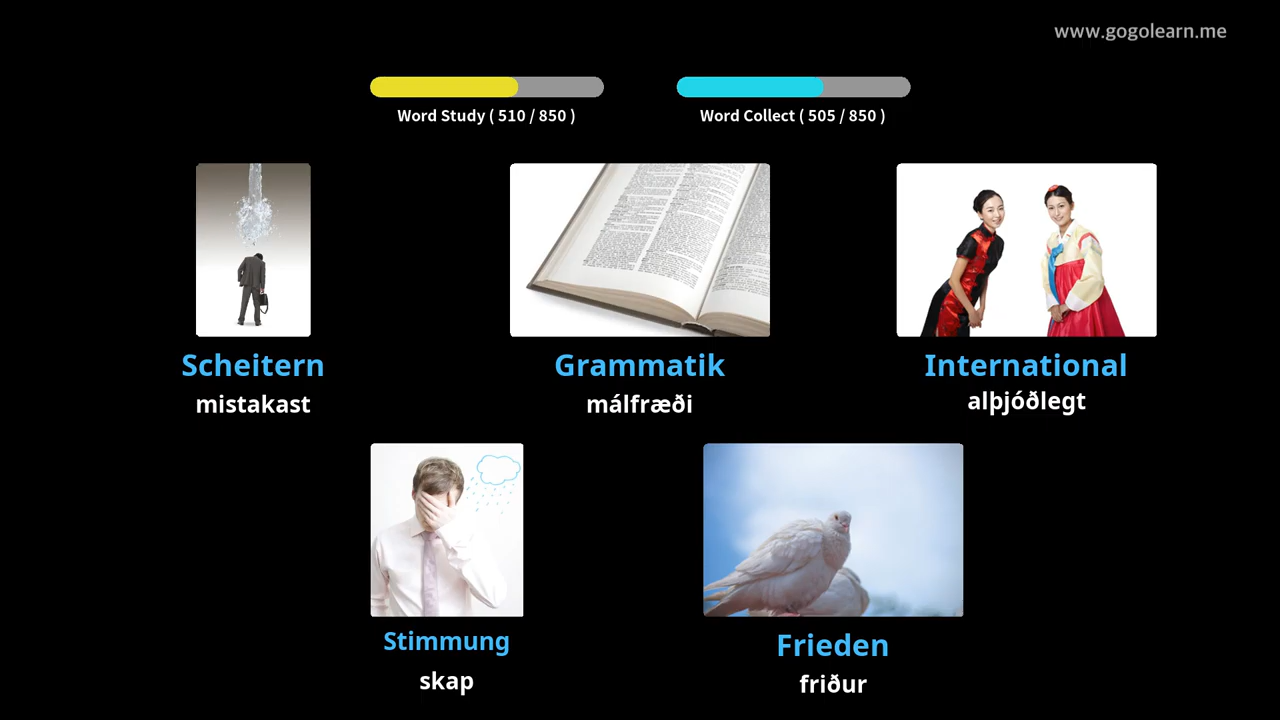 www.gogolearn.me
Word Study ( 510 / 850 )
Word Collect ( 505 / 850 )
Scheitern
mistakast
Grammatik
málfræði
International
alþjóðlegt
Stimmung
skap
Frieden
friður